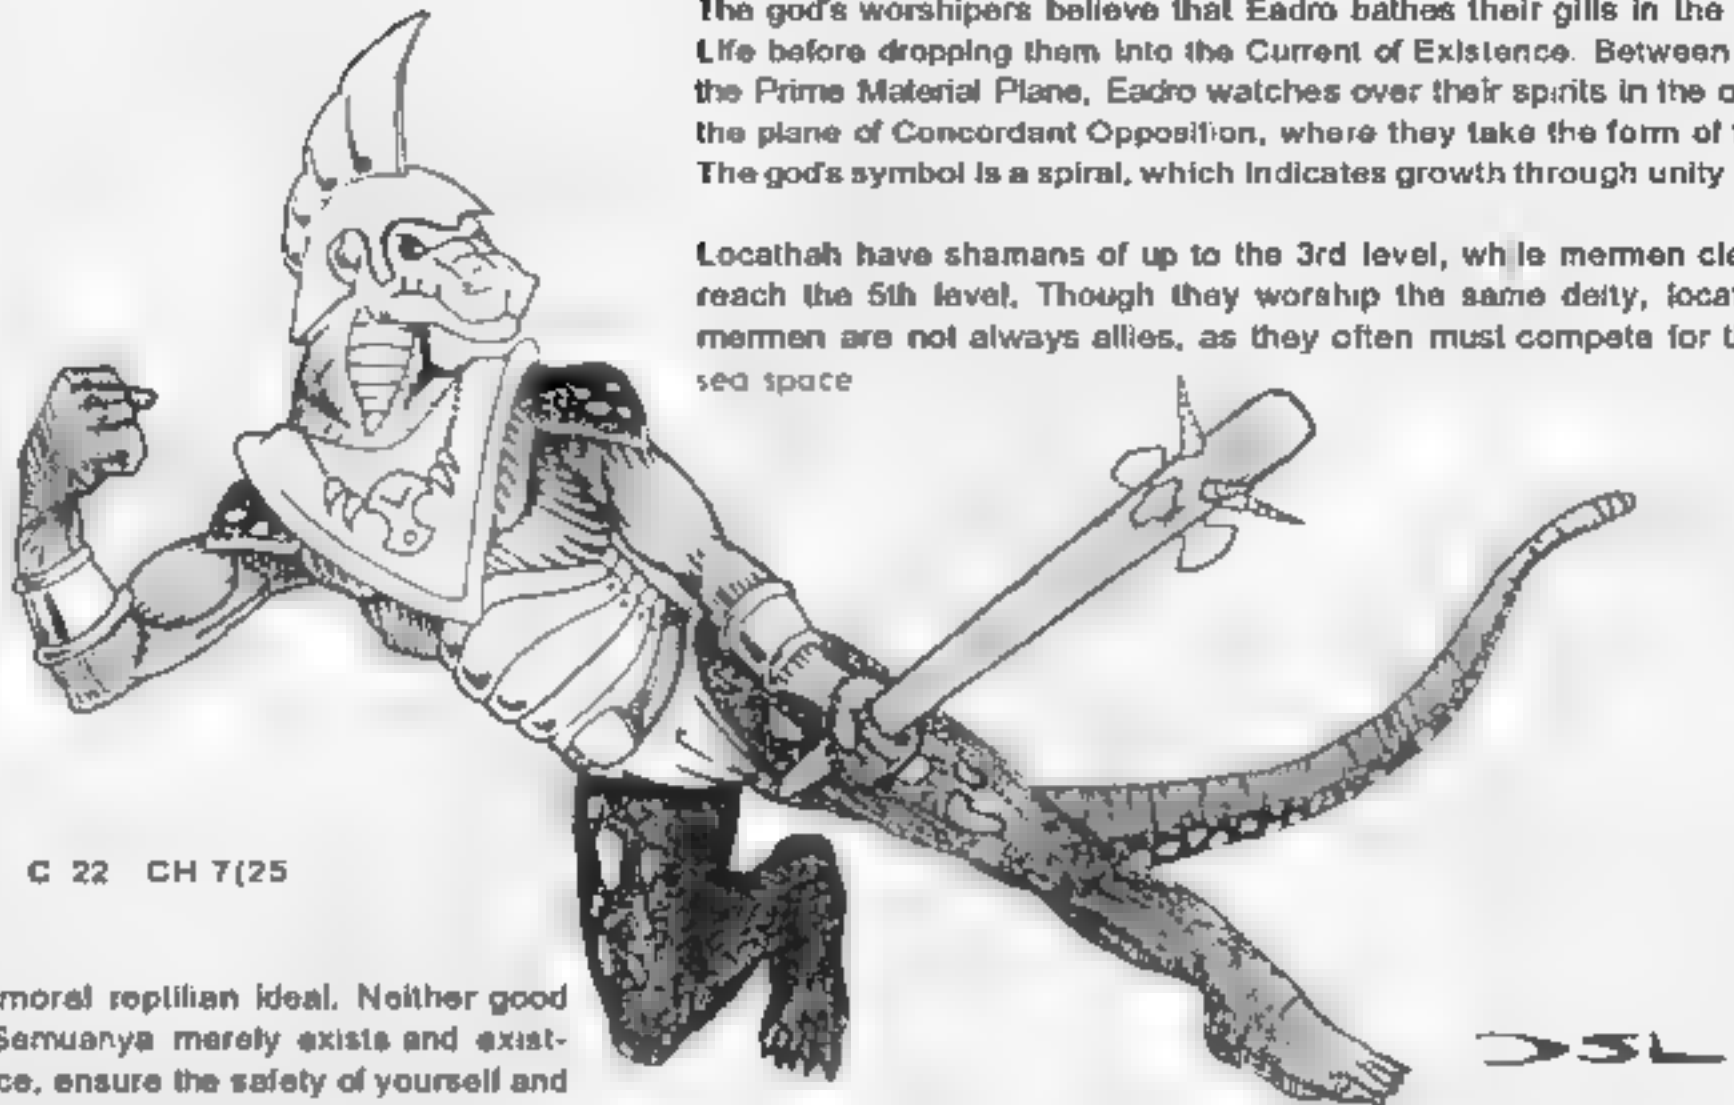 The god's worshipers believe that Eadro bathes their gills in the
Life before dropping them into the Current of Existence. Between
the Prime Material Plane, Eadro watches over their spirits in the
the plane of Concordant Opposition, where they take the form of
The god's symbol is a spiral, which indicates growth through unity
Locathah have shamans of up to the 3rd level, while mermen cle
reach the 5th level. Though they worship the same deity, locat
mermen are not always allies, as they often must compete for
sea space
C 22 CH 7(25
moral reptilian ideal. Neither good
Semuanya merely exists and exist-
ce, ensure the safety of yourself and
DSL